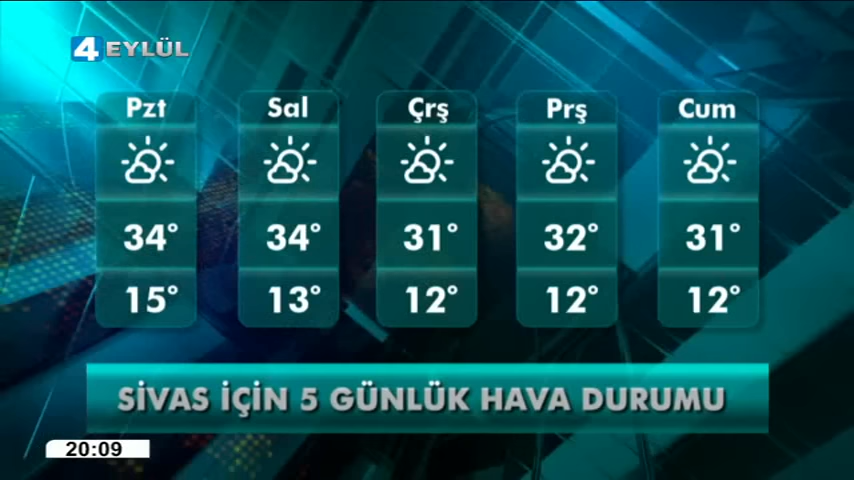 4 EYLÜL
Pzt Sal Çrş Prş Cum
34° 34° 31° 32° 31°
15° 13° 12° 12° 12°
SİVAS İÇİN 5 GÜNLÜK HAVA DURUMU
20:09